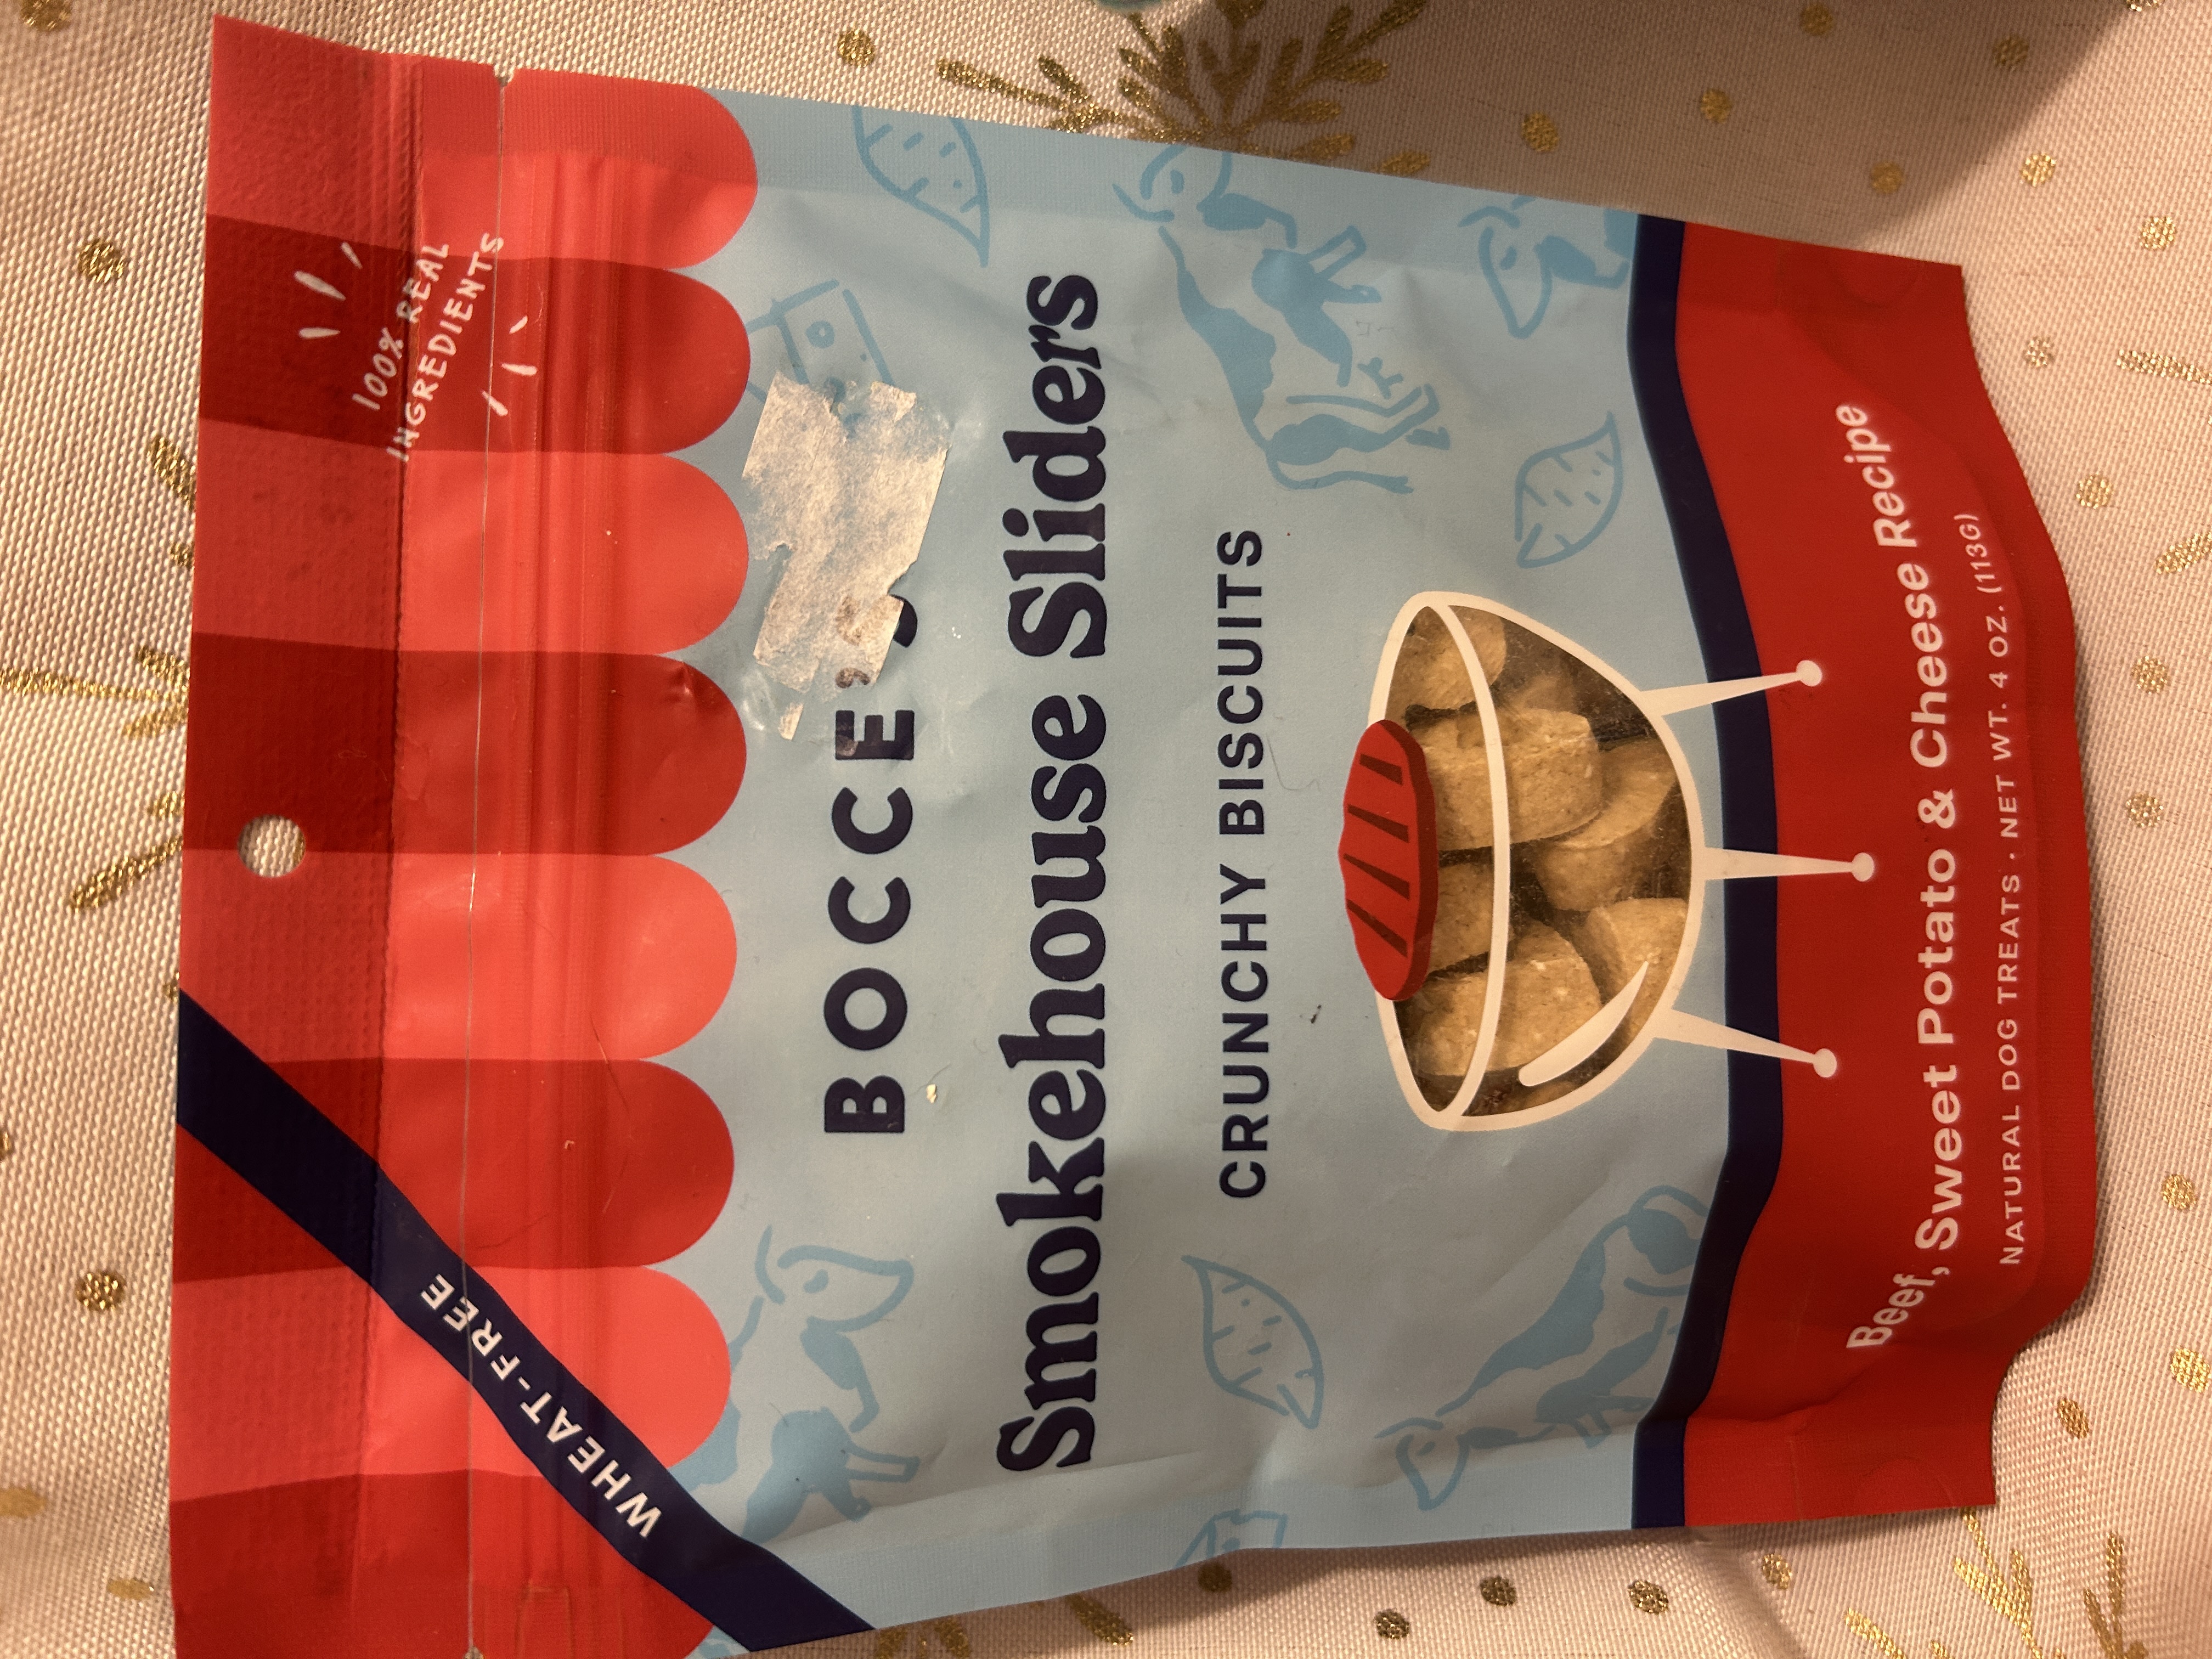 WHEAT-FREE
100% REAL
INGREDIENTS
BOCCE'S
Smokehouse Sliders
CRUNCHY BISCUITS
Beef, Sweet Potato & Cheese Recipe
NATURAL DOG TREATS · NET WT. 4 OZ. (113G)